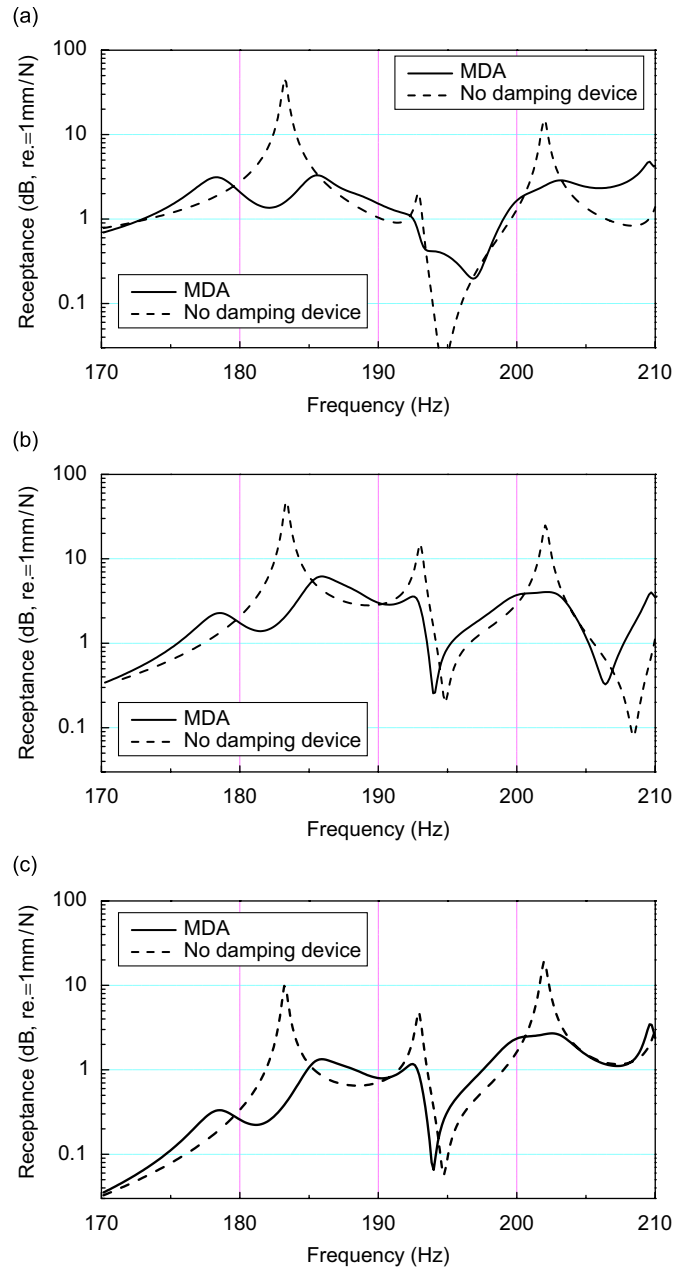 (a)
100
10
1
0.1
Receptance (dB, re.=1mm/N)
MDA
No damping device
MDA
No damping device
170 180 190 200 210
Frequency (Hz)
(b)
100
10
1
0.1
Receptance (dB, re.=1mm/N)
MDA
No damping device
170 180 190 200 210
Frequency (Hz)
(c)
100
10
1
0.1
Receptance (dB, re.=1mm/N)
MDA
No damping device
170 180 190 200 210
Frequency (Hz)